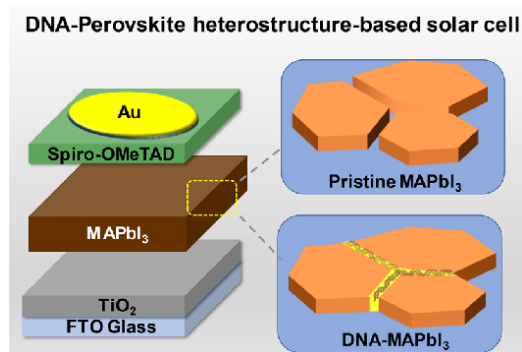 DNA-Perovskite heterostructure-based solar cell
Au
Spiro-OMeTAD
MAPbI₃
TiO₂
FTO Glass
Pristine MAPbI₃
DNA-MAPbI₃